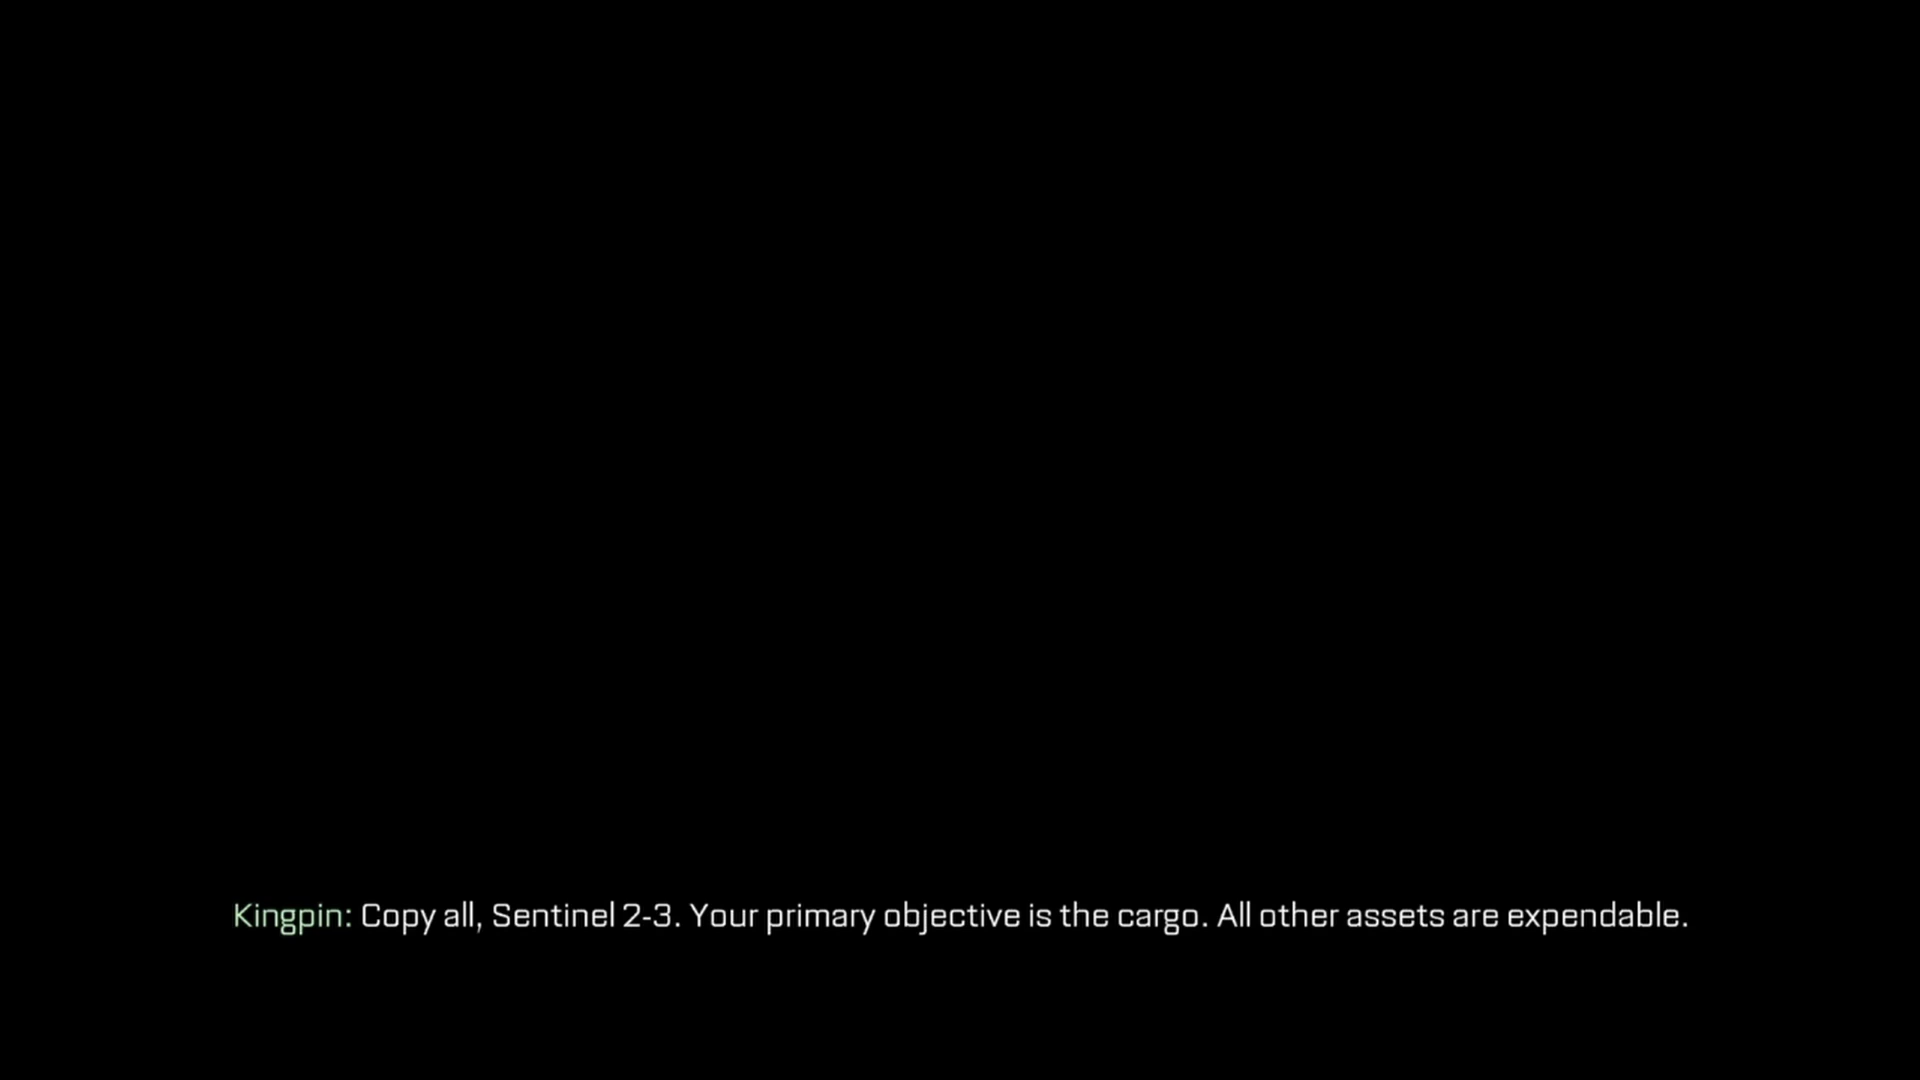 Kingpin: Copy all, Sentinel 2-3. Your primary objective is the cargo. All other assets are expendable.